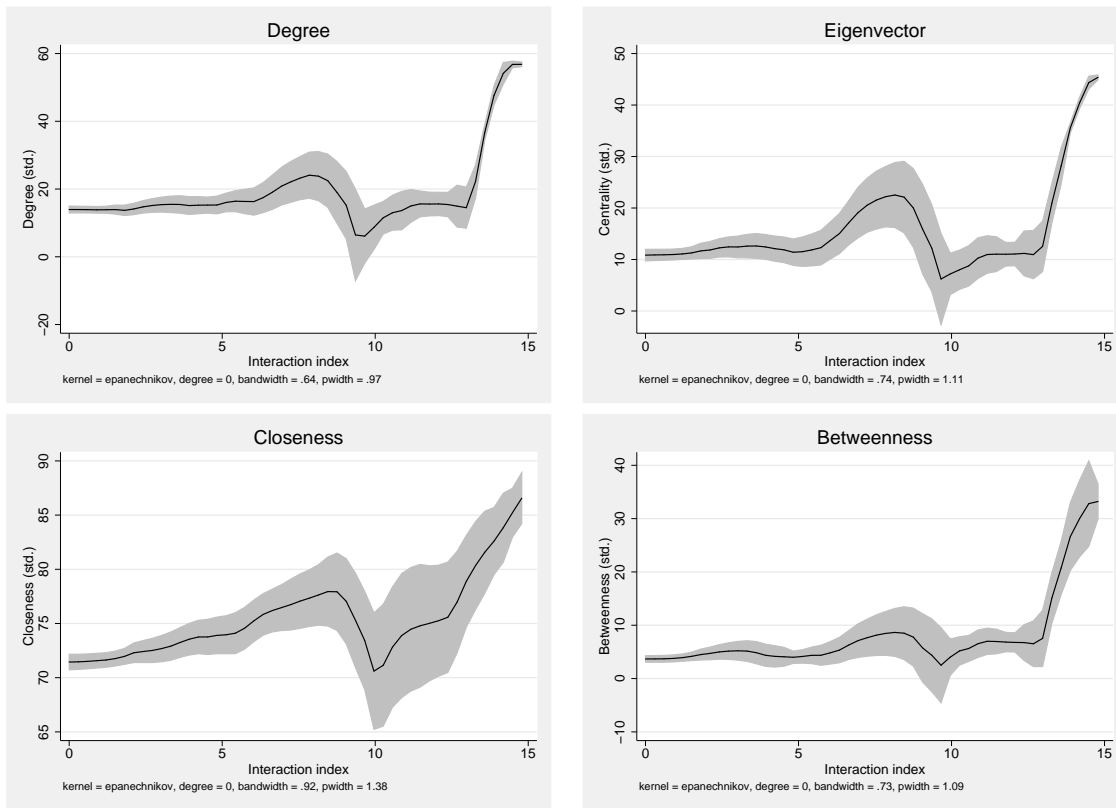 Degree
Degree (std.)
60
40
20
0
−20
0 5 10 15
Interaction index
kernel = epanechnikov, degree = 0, bandwidth = .64, pwidth = .97
Eigenvector
Centrality (std.)
50
40
30
20
10
0
0 5 10 15
Interaction index
kernel = epanechnikov, degree = 0, bandwidth = .74, pwidth = 1.11
Closeness
Closeness (std.)
90
85
80
75
70
65
0 5 10 15
Interaction index
kernel = epanechnikov, degree = 0, bandwidth = .92, pwidth = 1.38
Betweenness
Betweenness (std.)
40
30
20
10
0
−10
0 5 10 15
Interaction index
kernel = epanechnikov, degree = 0, bandwidth = .73, pwidth = 1.09